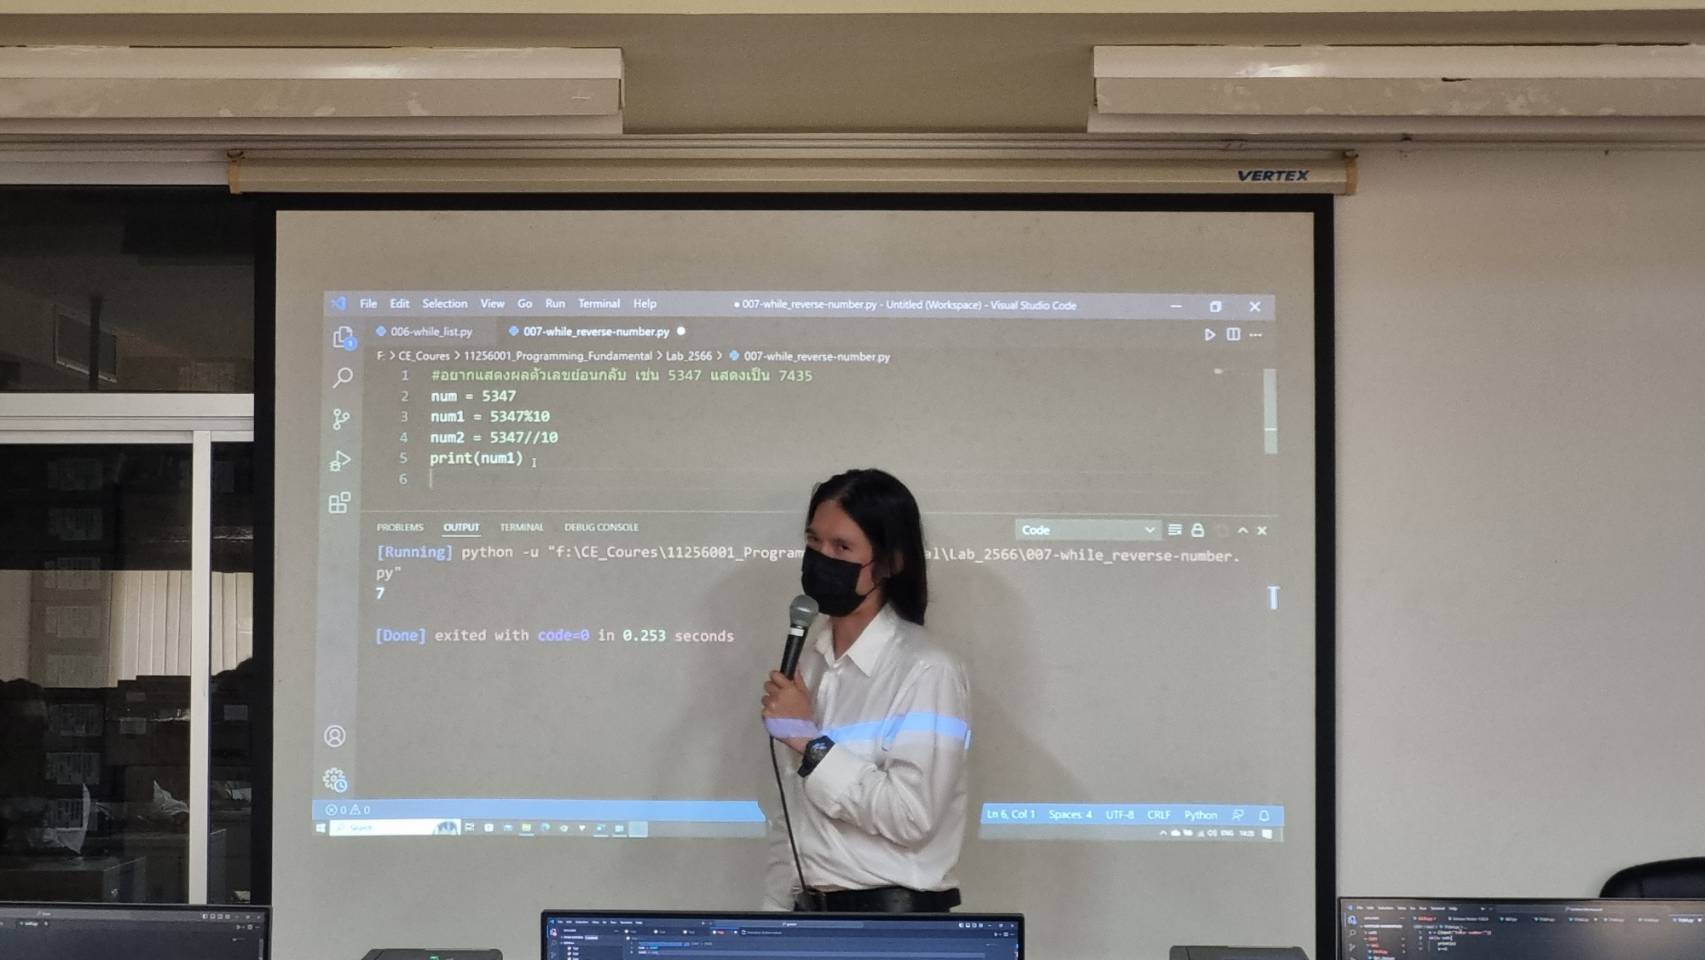 VERTEX
File Edit Selection View Go Run Terminal Help ● 007-while_reverse-number.py - Untitled (Workspace) - Visual Studio Code
006-while_list.py 007-while_reverse-number.py ●
F: > CE_Coures > 11256001_Programming_Fundamental > Lab_2566 > 007-while_reverse-number.py
1 #อยากแสดงผลตัวเลขย้อนกลับ เช่น 5347 แสดงเป็น 7435
2 num = 5347
3 num1 = 5347%10
4 num2 = 5347//10
5 print(num1)
6
PROBLEMS OUTPUT TERMINAL DEBUG CONSOLE Code
[Running] python -u "f:\CE_Coures\11256001_Progra al\Lab_2566\007-while_reverse-number.
py"
7
[Done] exited with code=0 in 0.253 seconds
0 0 Ln 6, Col 1 Spaces: 4 UTF-8 CRLF Python
Search ENG